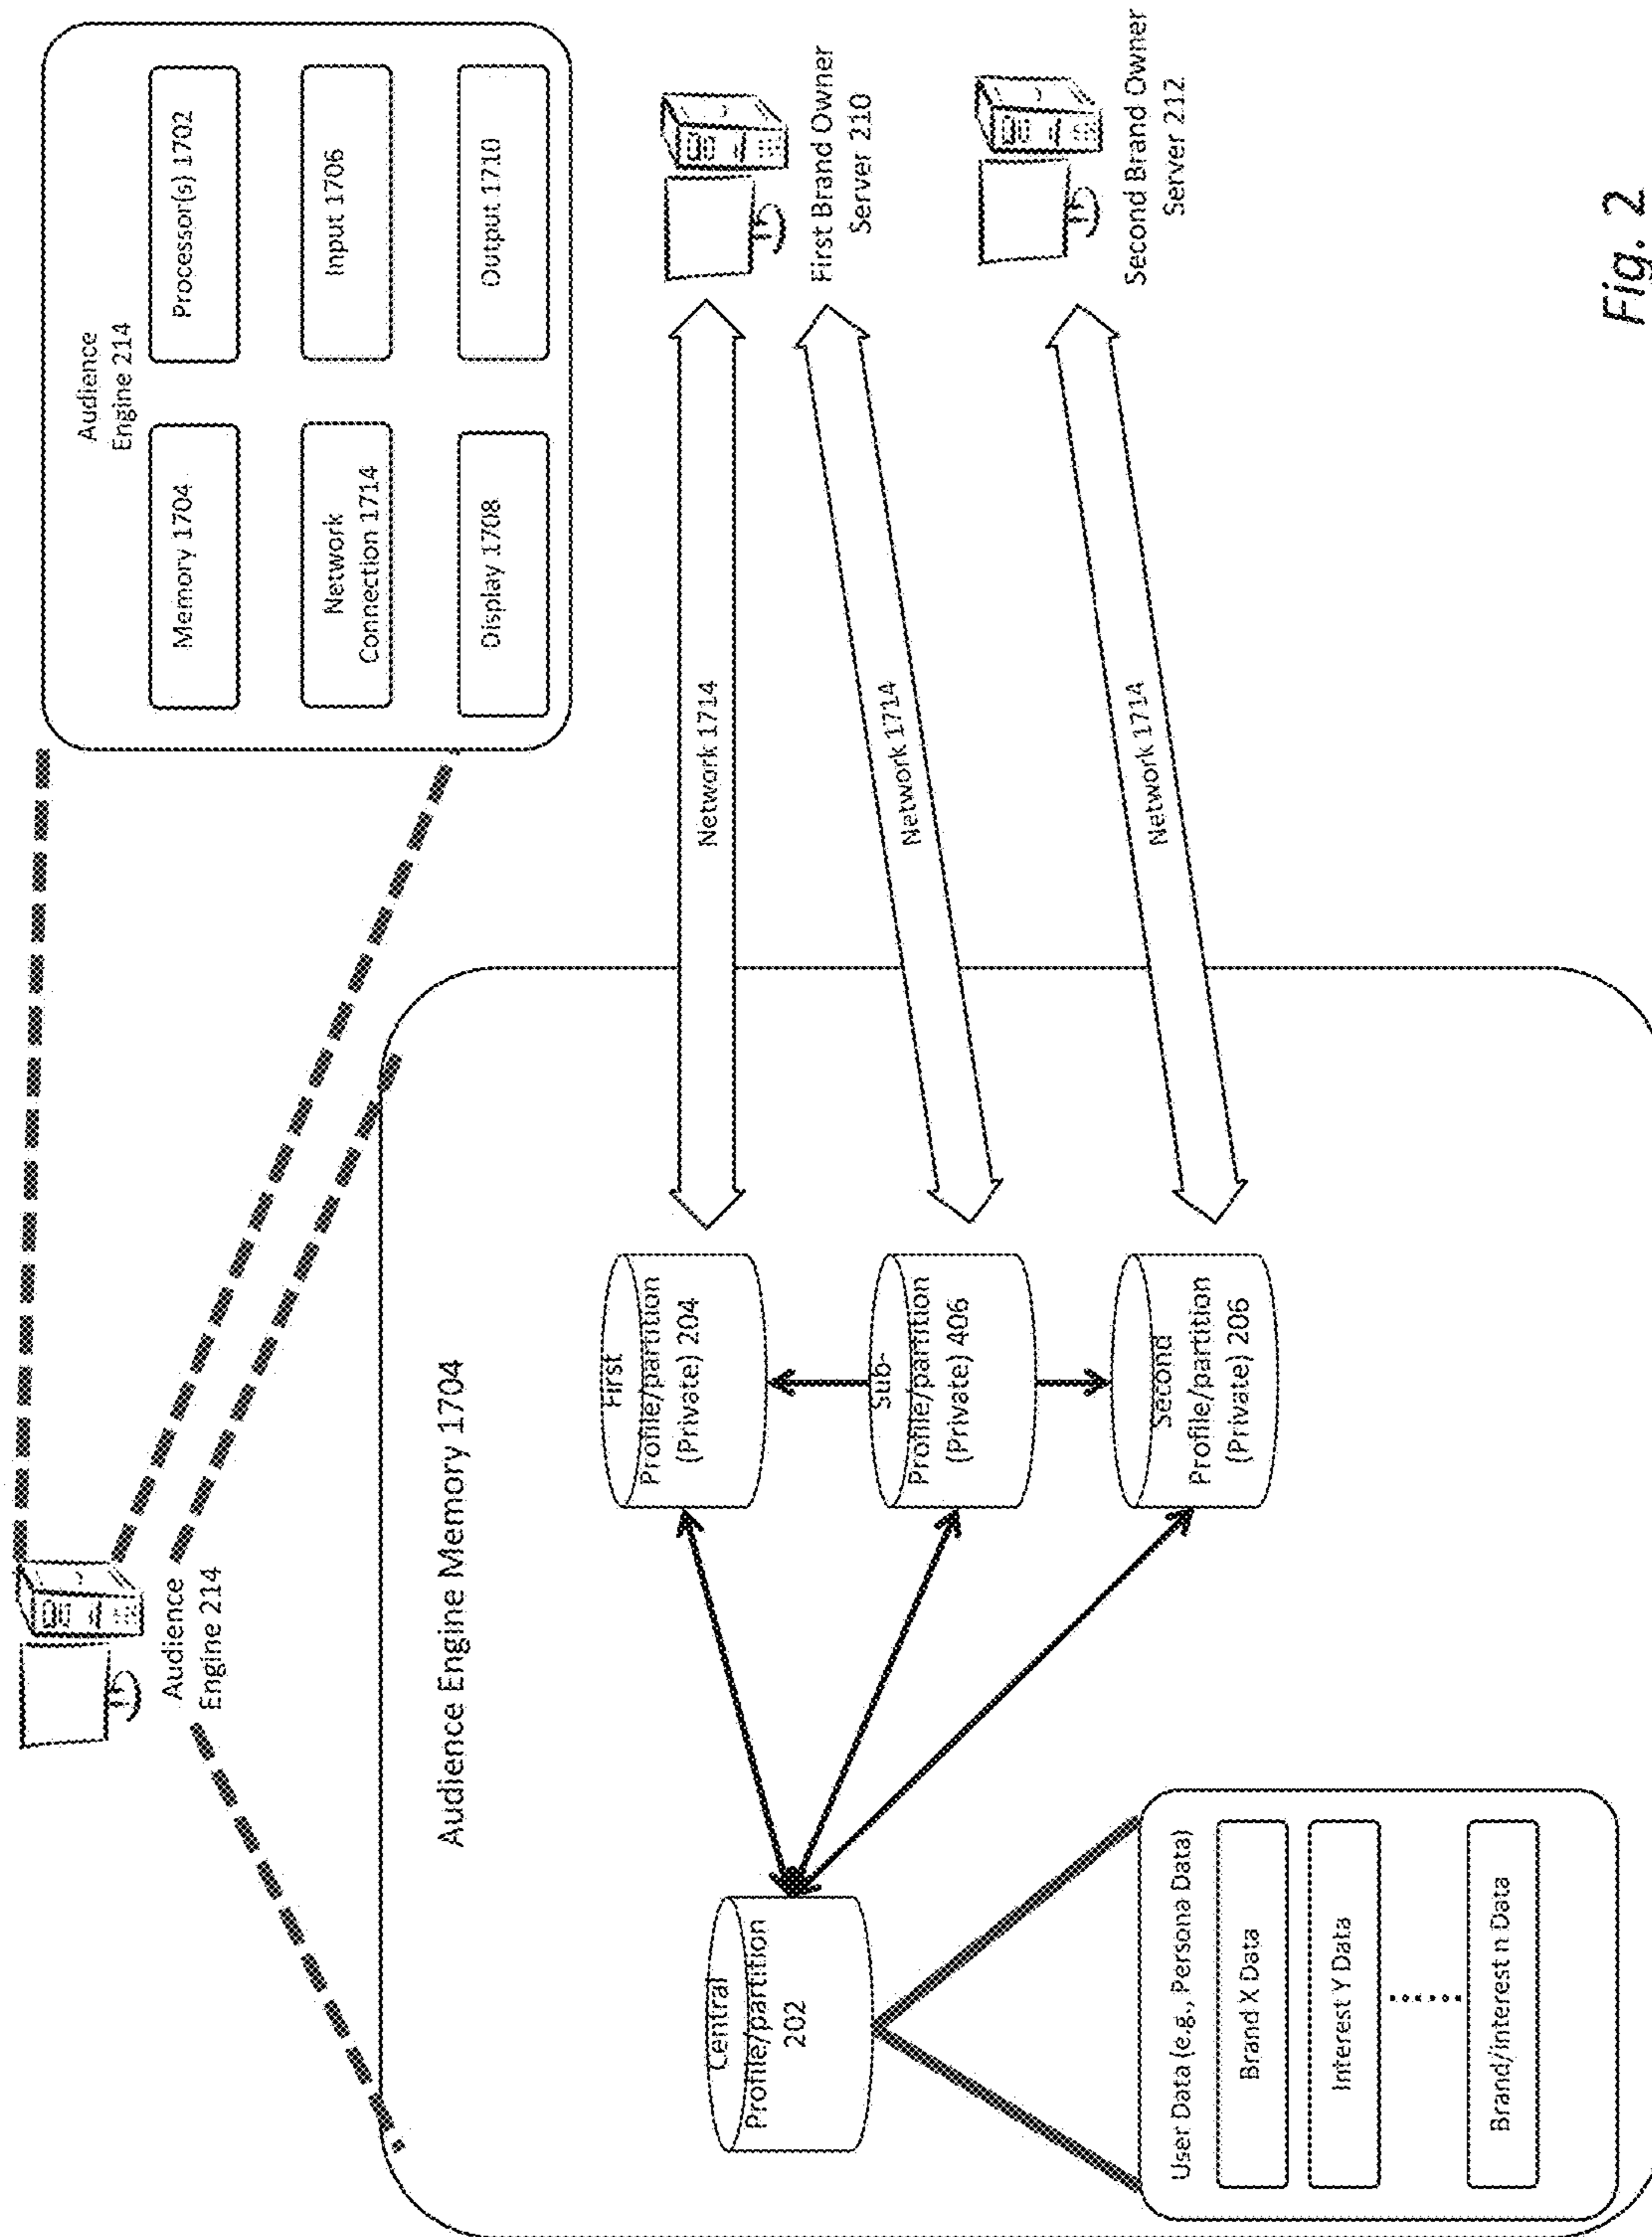 Audience
Engine 214
Audience
Engine 214
Memory 1704
Processor(s) 1702
Network
Connection 1714
Input 1706
Display 1708
Output 1710
Audience Engine Memory 1704
First
Profile/partition
(Private) 204
Network 1714
First Brand Owner
Server 210
Central
Profile/partition
202
Sub-
Profile/partition
(Private) 406
Network 1714
Second
Profile/partition
(Private) 206
Network 1714
Second Brand Owner
Server 212
User Data (e.g., Persona Data)
Brand X Data
Interest Y Data
Brand/interest n Data
Fig. 2